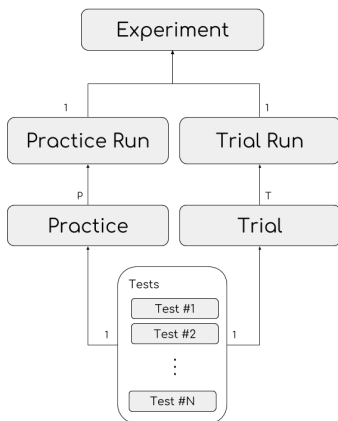 Experiment
1 1
Practice Run Trial Run
P T
Practice Trial
Tests
Test #1
1 Test #2 1
Test #N